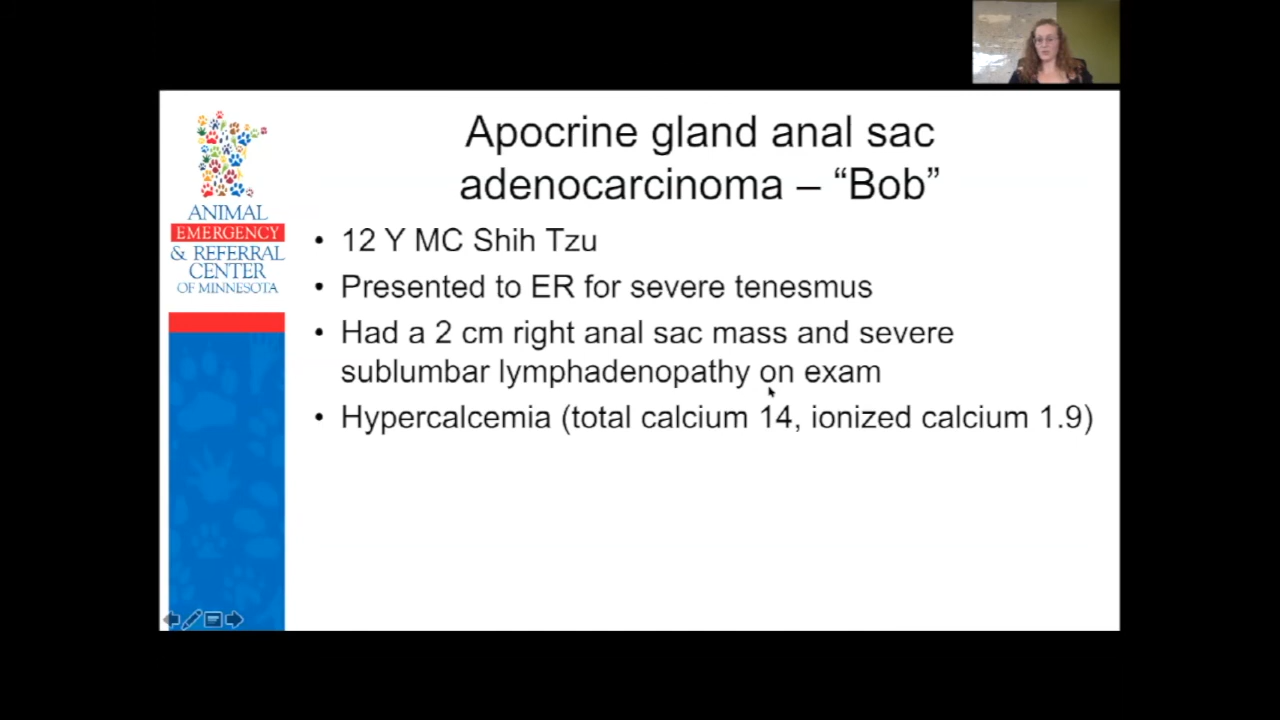 Apocrine gland anal sac
adenocarcinoma – “Bob”
ANIMAL
EMERGENCY
& REFERRAL
CENTER
OF MINNESOTA
• 12 Y MC Shih Tzu
• Presented to ER for severe tenesmus
• Had a 2 cm right anal sac mass and severe
sublumbar lymphadenopathy on exam
• Hypercalcemia (total calcium 14, ionized calcium 1.9)